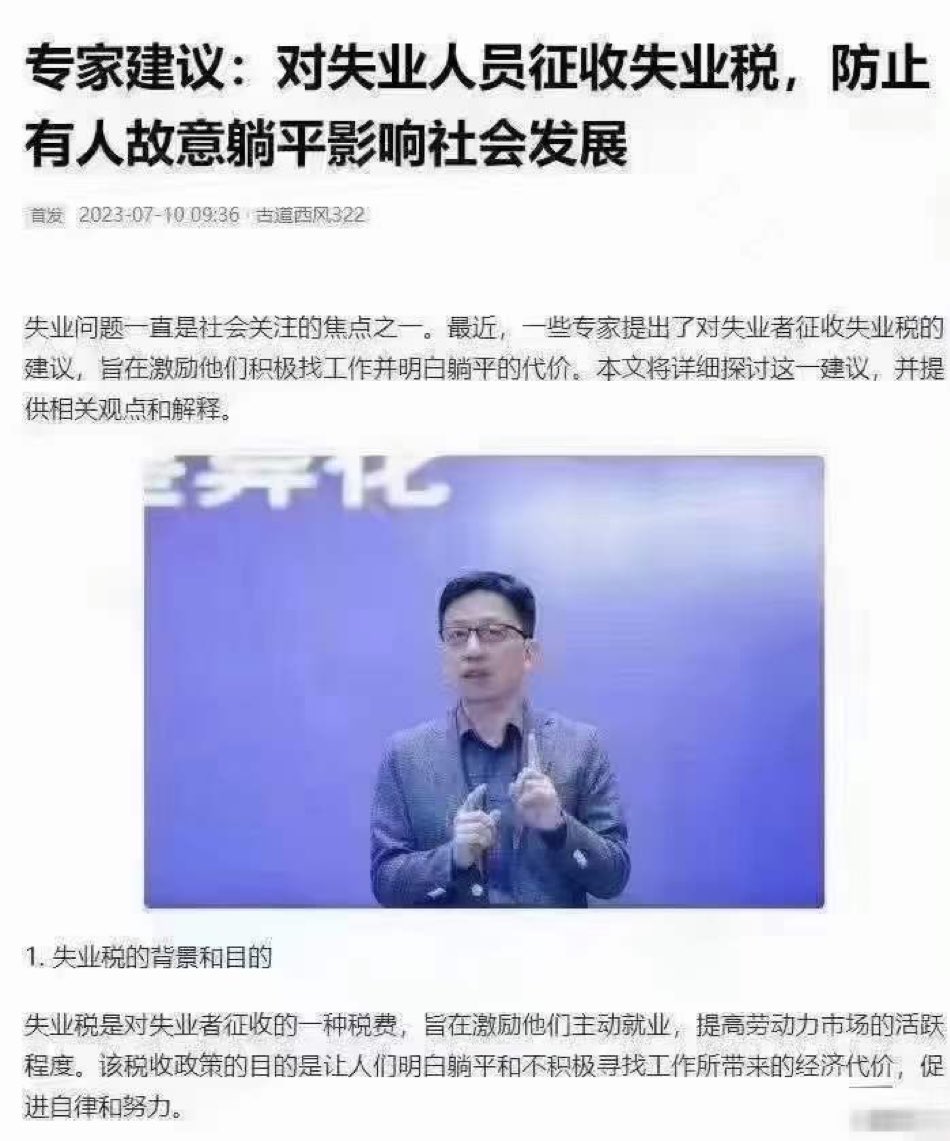 专家建议：对失业人员征收失业税，防止
有人故意躺平影响社会发展
首发 2023-07-10 09:36 · 古道西风322
失业问题一直是社会关注的焦点之一。最近，一些专家提出了对失业者征收失业税的
建议，旨在激励他们积极找工作并明白躺平的代价。本文将详细探讨这一建议，并提
供相关观点和解释。
异化
1. 失业税的背景和目的
失业税是对失业者征收的一种税费，旨在激励他们主动就业，提高劳动力市场的活跃
程度。该税收政策的目的是让人们明白躺平和不积极寻找工作所带来的经济代价，促
进自律和努力。